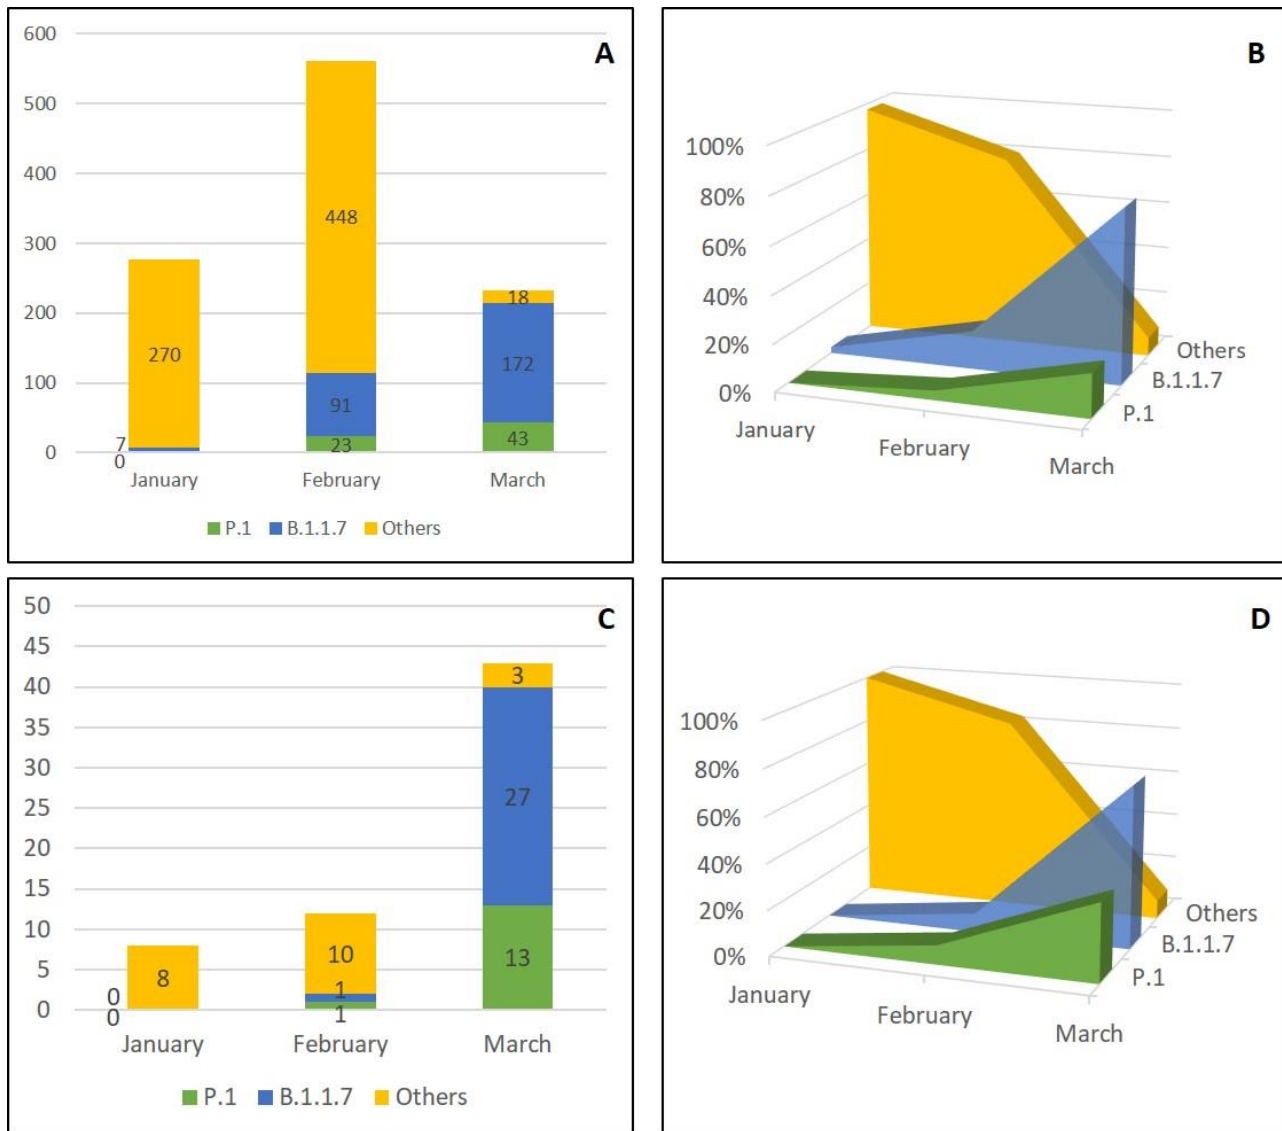 A
600
500
400
300
200
100
0
270
7
0
448
91
23
18
172
43
January February March
P.1 B.1.1.7 Others
B
100%
80%
60%
40%
20%
0%
January
February
March
Others
B.1.1.7
P.1
C
50
45
40
35
30
25
20
15
10
5
0
8
0
0
10
1
1
3
27
13
January February March
P.1 B.1.1.7 Others
D
100%
80%
60%
40%
20%
0%
January
February
March
Others
B.1.1.7
P.1